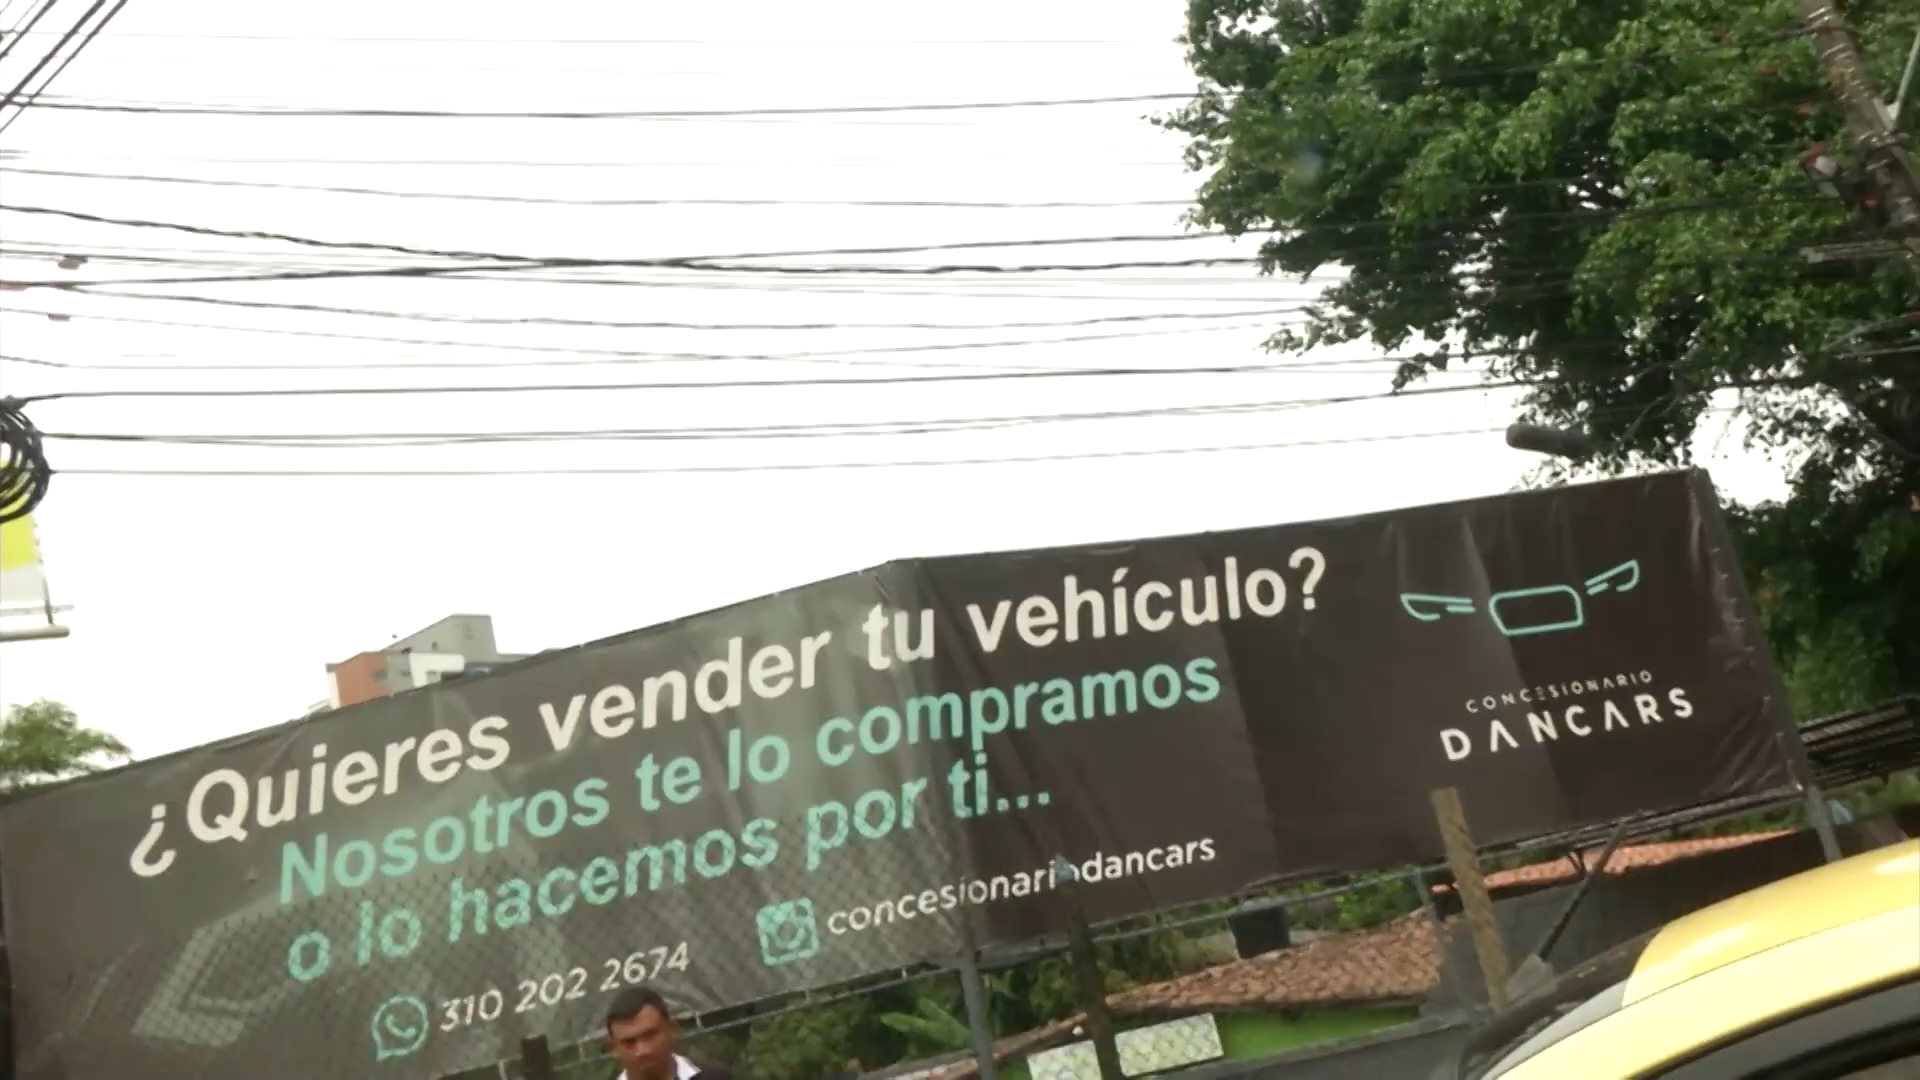 ¿Quieres vender tu vehículo?
Nosotros te lo compramos
o lo hacemos por ti...
310 202 2674
concesionariodancars
CONCESIONARIO
DANCARS